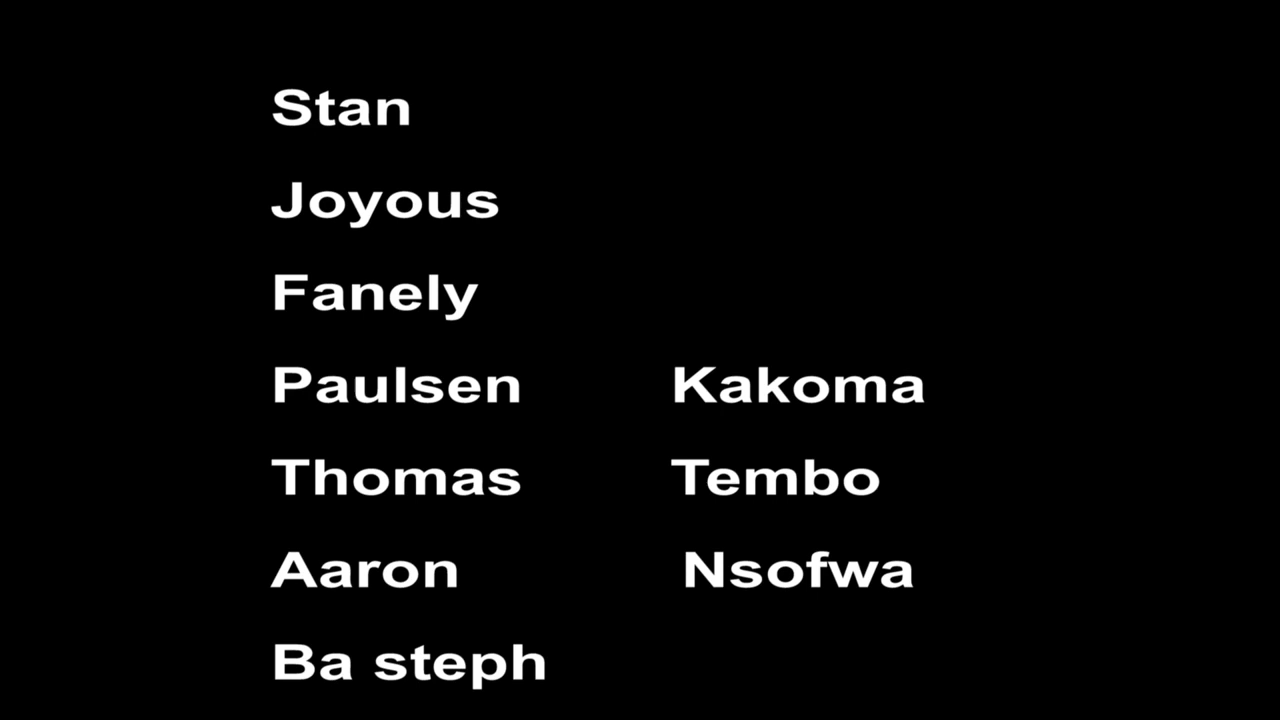 Stan
Joyous
Fanely
Paulsen Kakoma
Thomas Tembo
Aaron Nsofwa
Ba steph